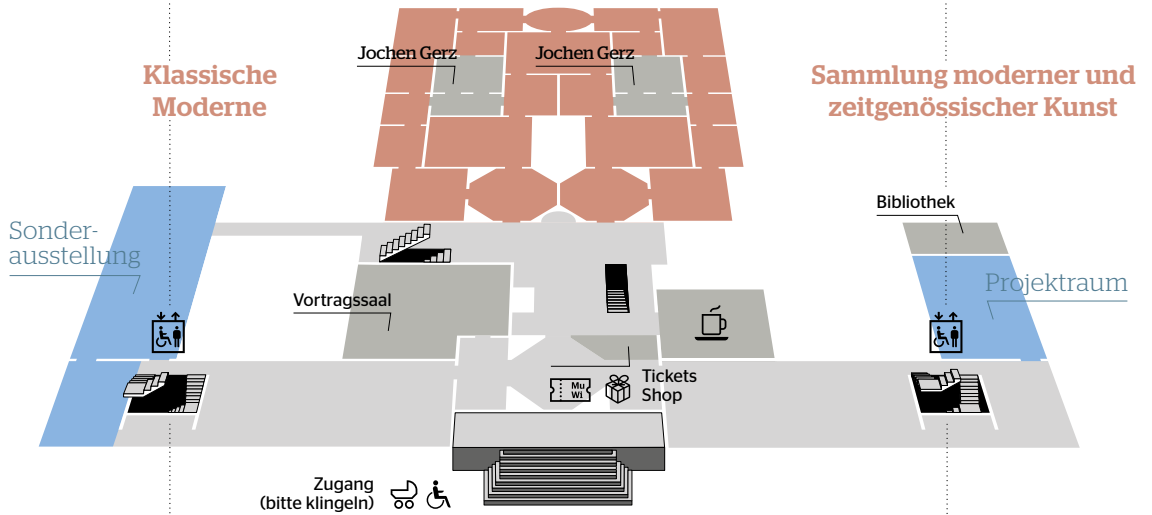 Jochen Gerz
Jochen Gerz
Klassische
Moderne
Sammlung moderner und
zeitgenössischer Kunst
Bibliothek
Sonder-
ausstellung
Projektraum
Vortragssaal
Tickets
Shop
Mu
Wi
Zugang
(bitte klingeln)